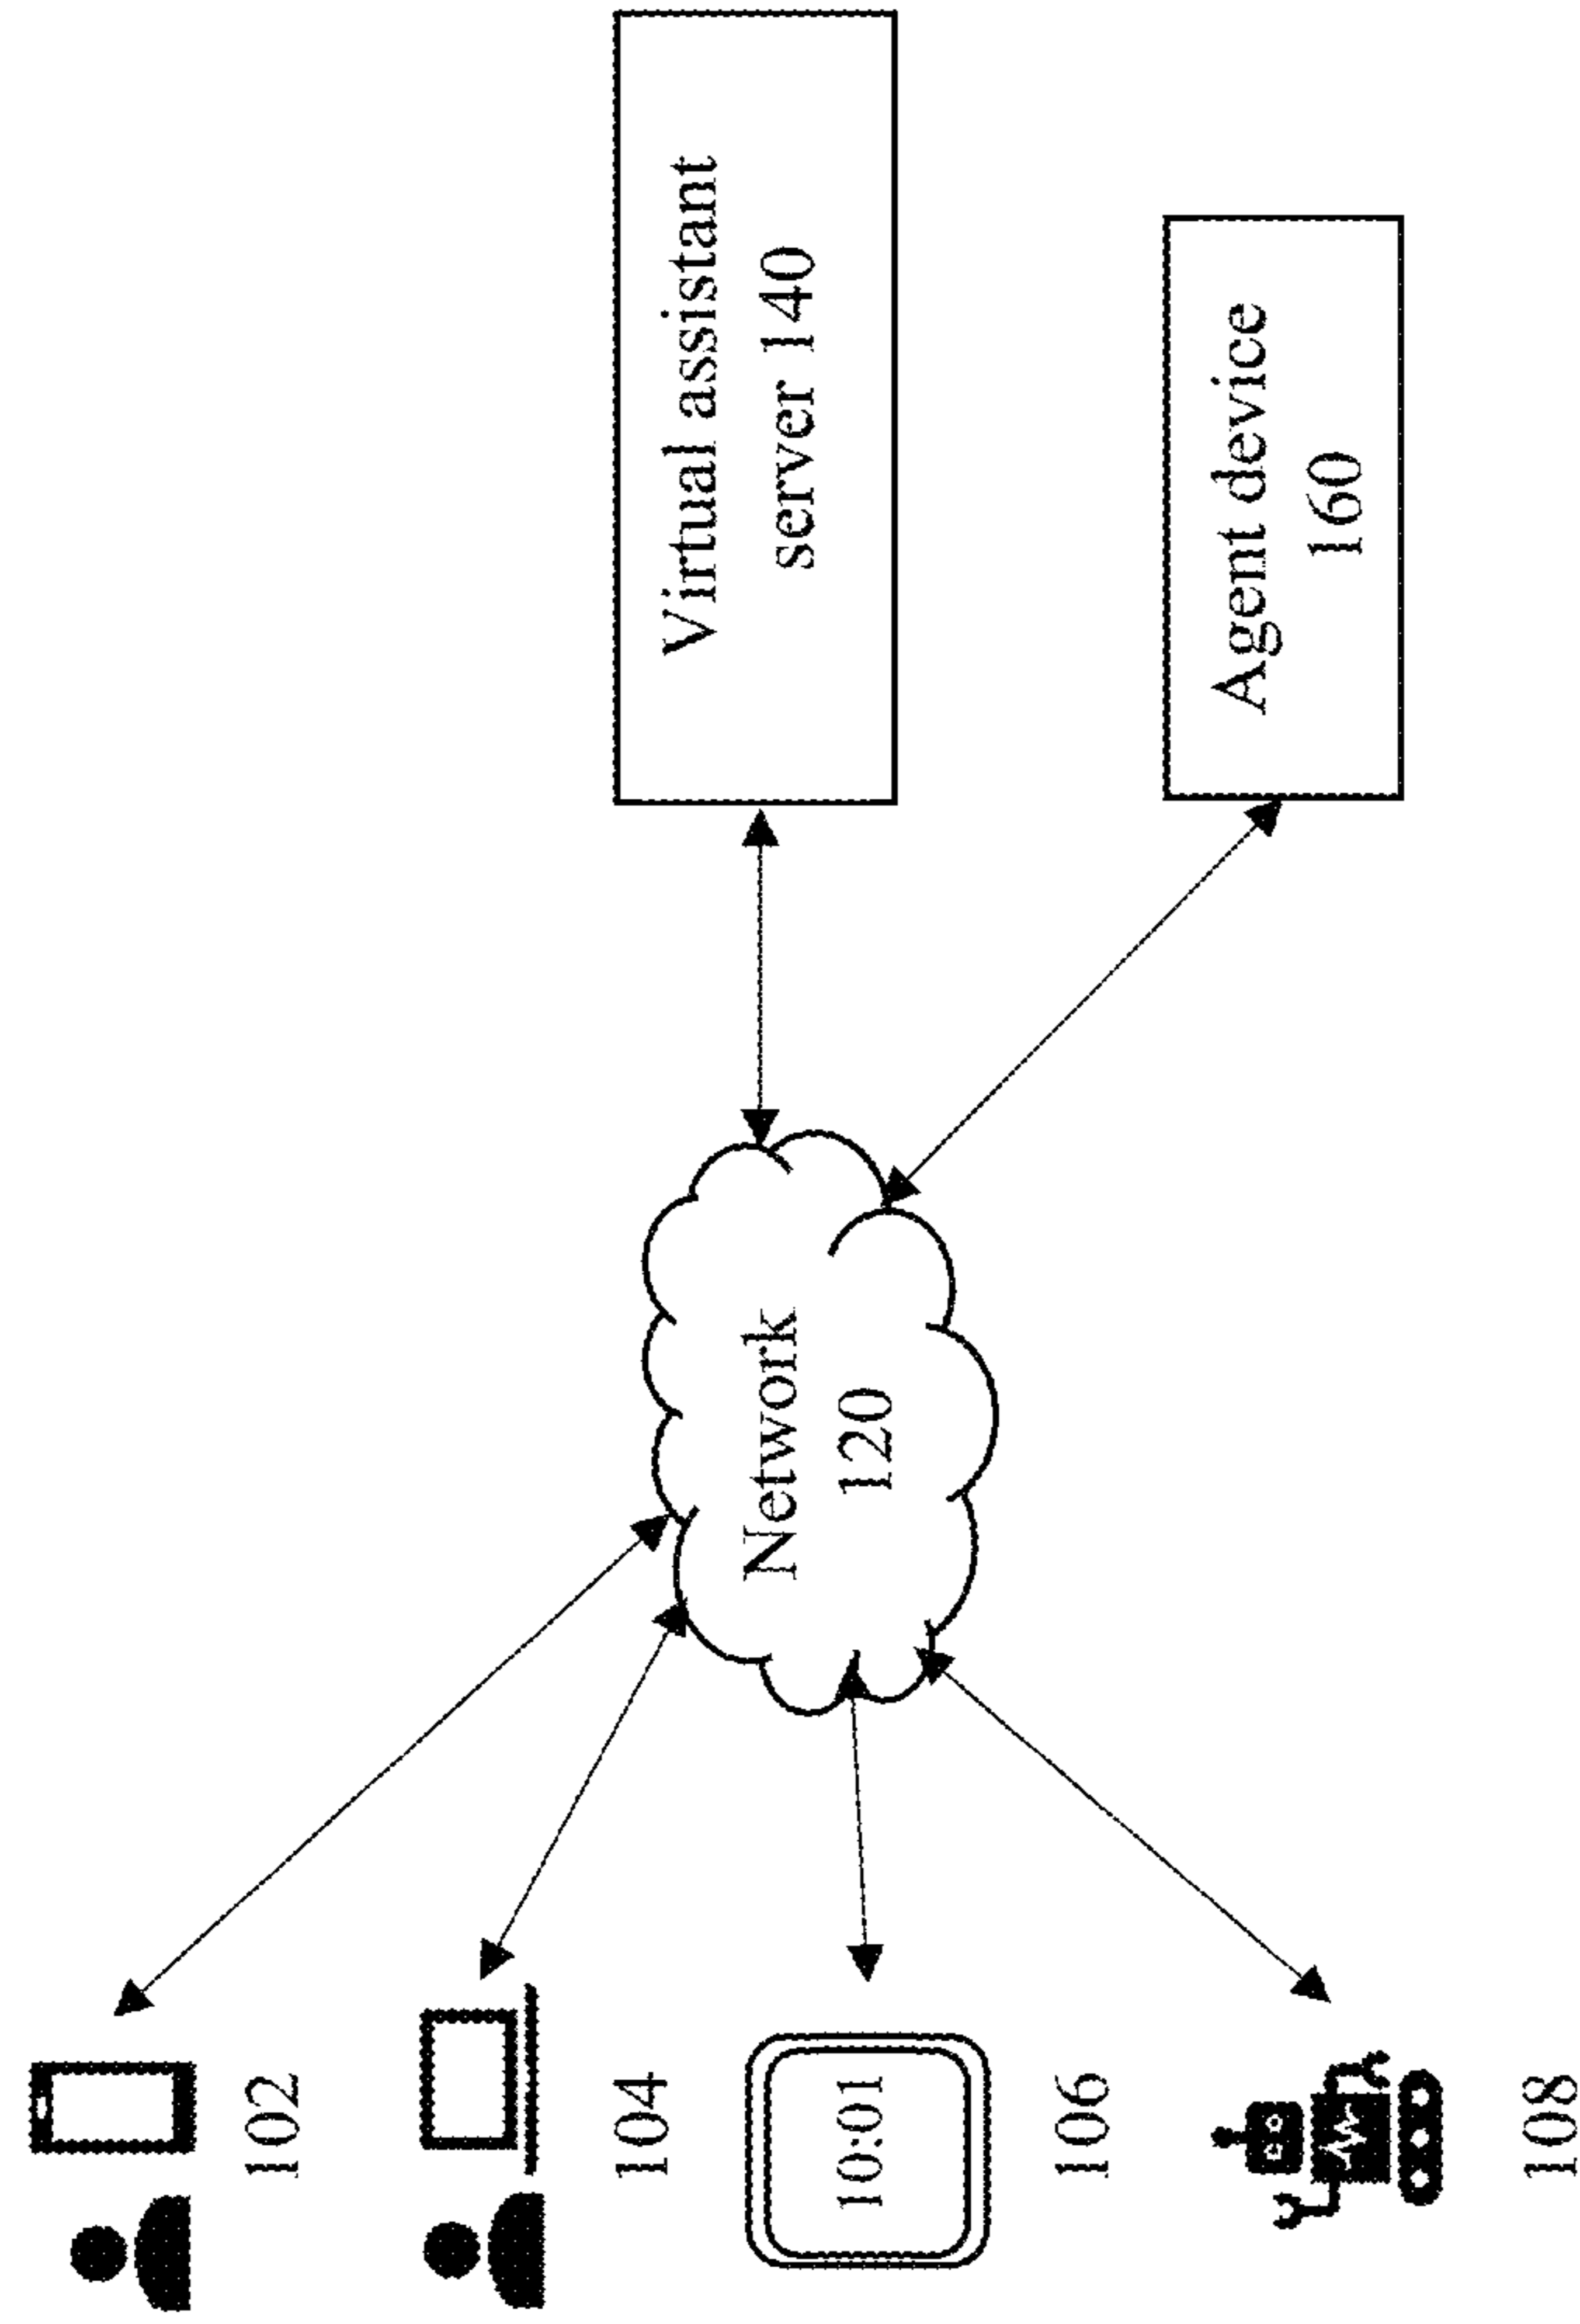 102
104
10:01
106
108
Network
120
Virtual assistant
server 140
Agent device
160